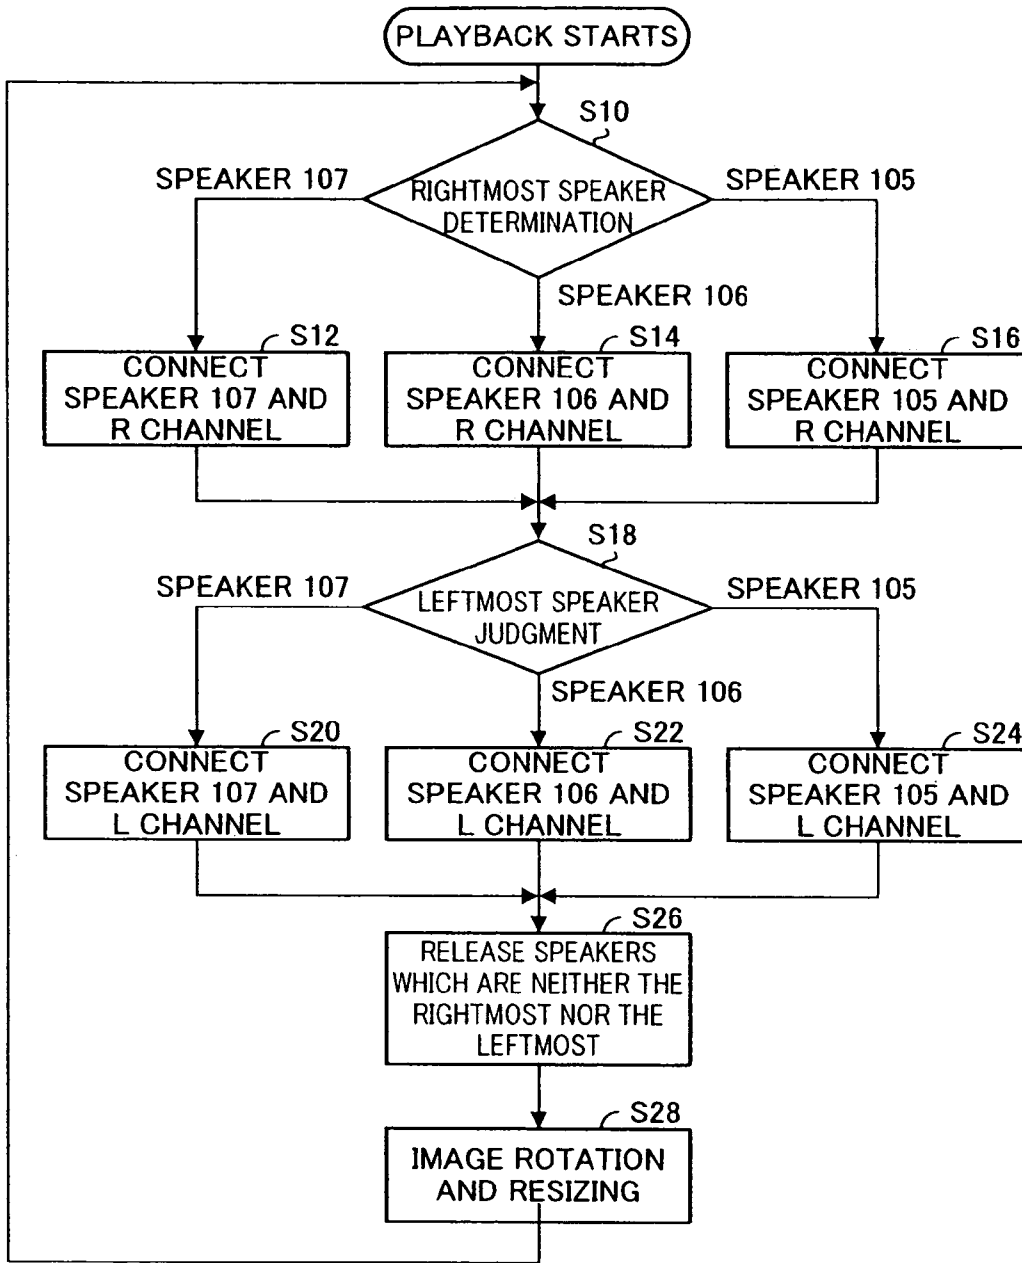 PLAYBACK STARTS
S10
SPEAKER 107
RIGHTMOST SPEAKER
DETERMINATION
SPEAKER 105
SPEAKER 106
S12
CONNECT
SPEAKER 107 AND
R CHANNEL
S14
CONNECT
SPEAKER 106 AND
R CHANNEL
S16
CONNECT
SPEAKER 105 AND
R CHANNEL
S18
SPEAKER 107
LEFTMOST SPEAKER
JUDGMENT
SPEAKER 105
SPEAKER 106
S20
CONNECT
SPEAKER 107 AND
L CHANNEL
S22
CONNECT
SPEAKER 106 AND
L CHANNEL
S24
CONNECT
SPEAKER 105 AND
L CHANNEL
S26
RELEASE SPEAKERS
WHICH ARE NEITHER THE
RIGHTMOST NOR THE
LEFTMOST
S28
IMAGE ROTATION
AND RESIZING